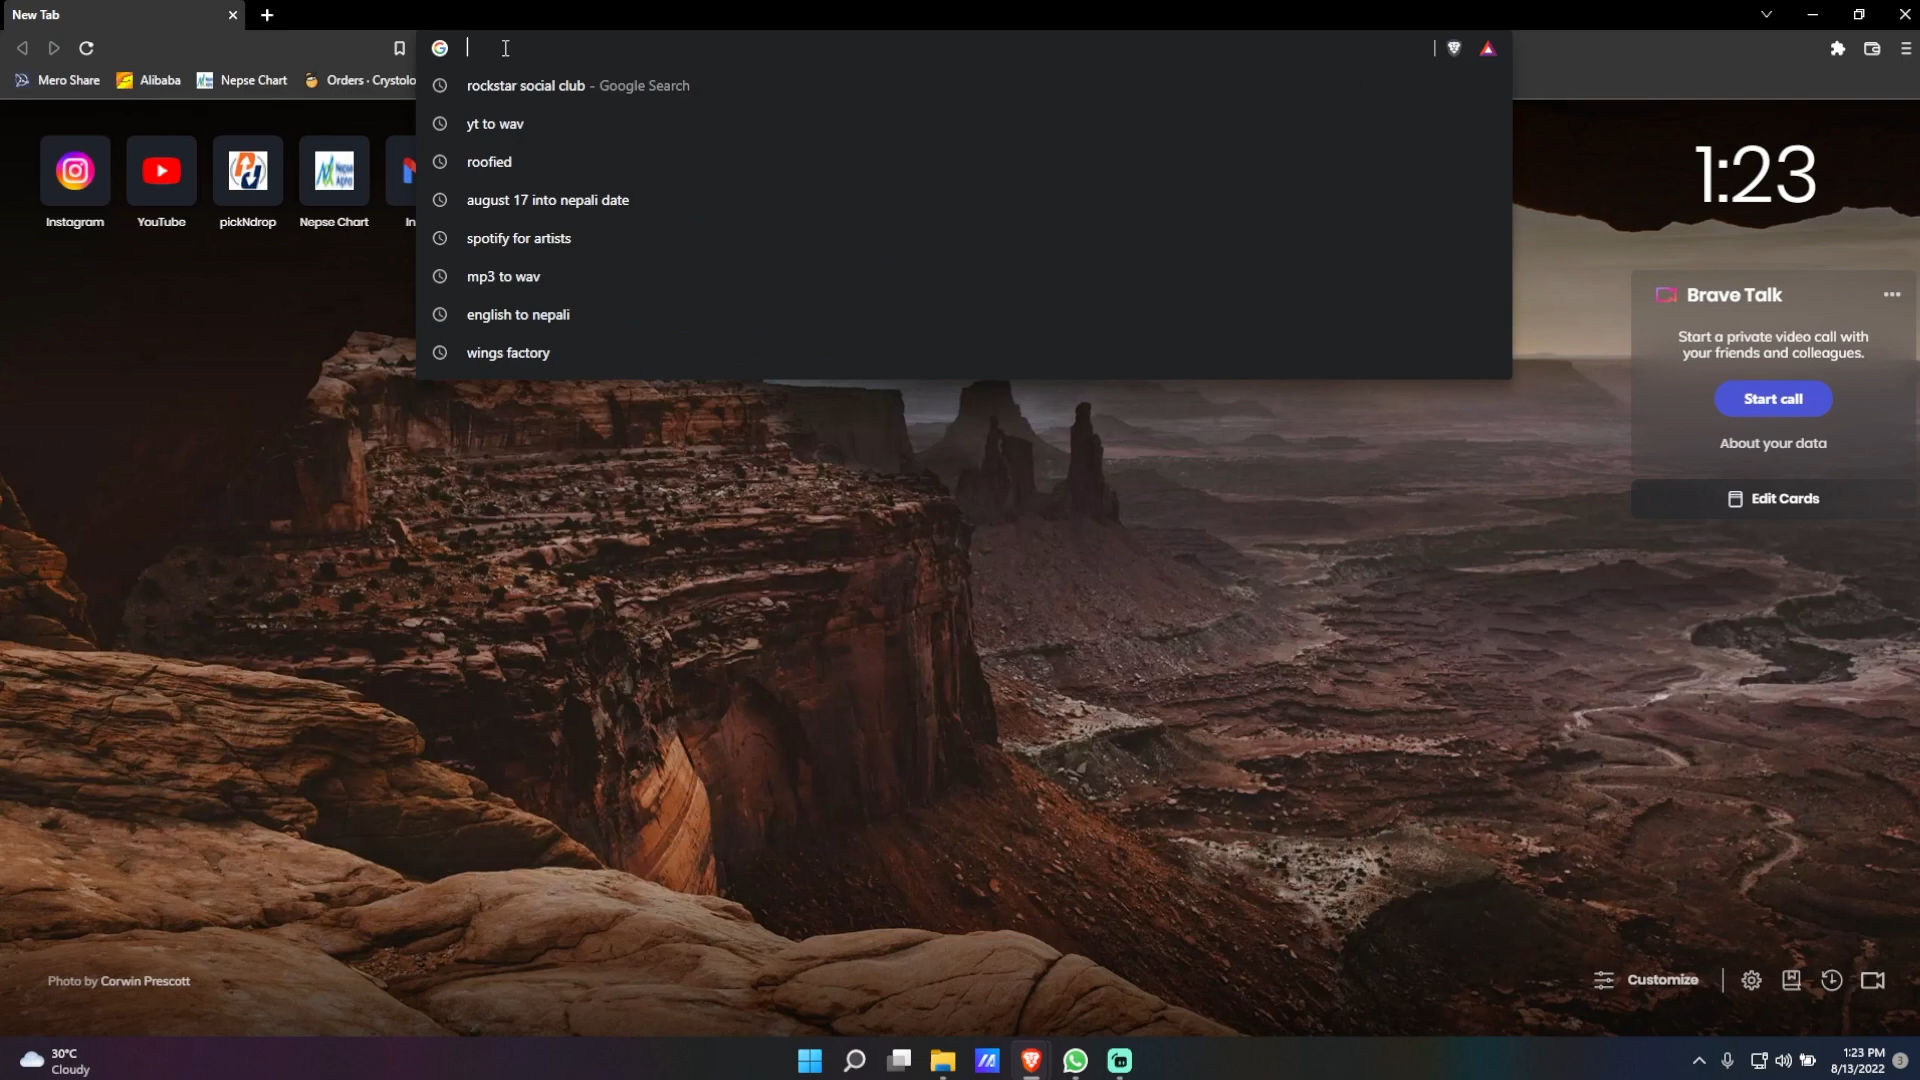 New Tab
Mero Share
Alibaba
Nepse Chart
Orders · Crystolo
rockstar social club - Google Search
yt to wav
roofied
august 17 into nepali date
spotify for artists
mp3 to wav
english to nepali
wings factory
Instagram
YouTube
pickNdrop
Nepse Chart
In
1:23
Brave Talk
Start a private video call with
your friends and colleagues.
Start call
About your data
Edit Cards
Photo by Corwin Prescott
Customize
30°C
Cloudy
1:23 PM
8/13/2022
3